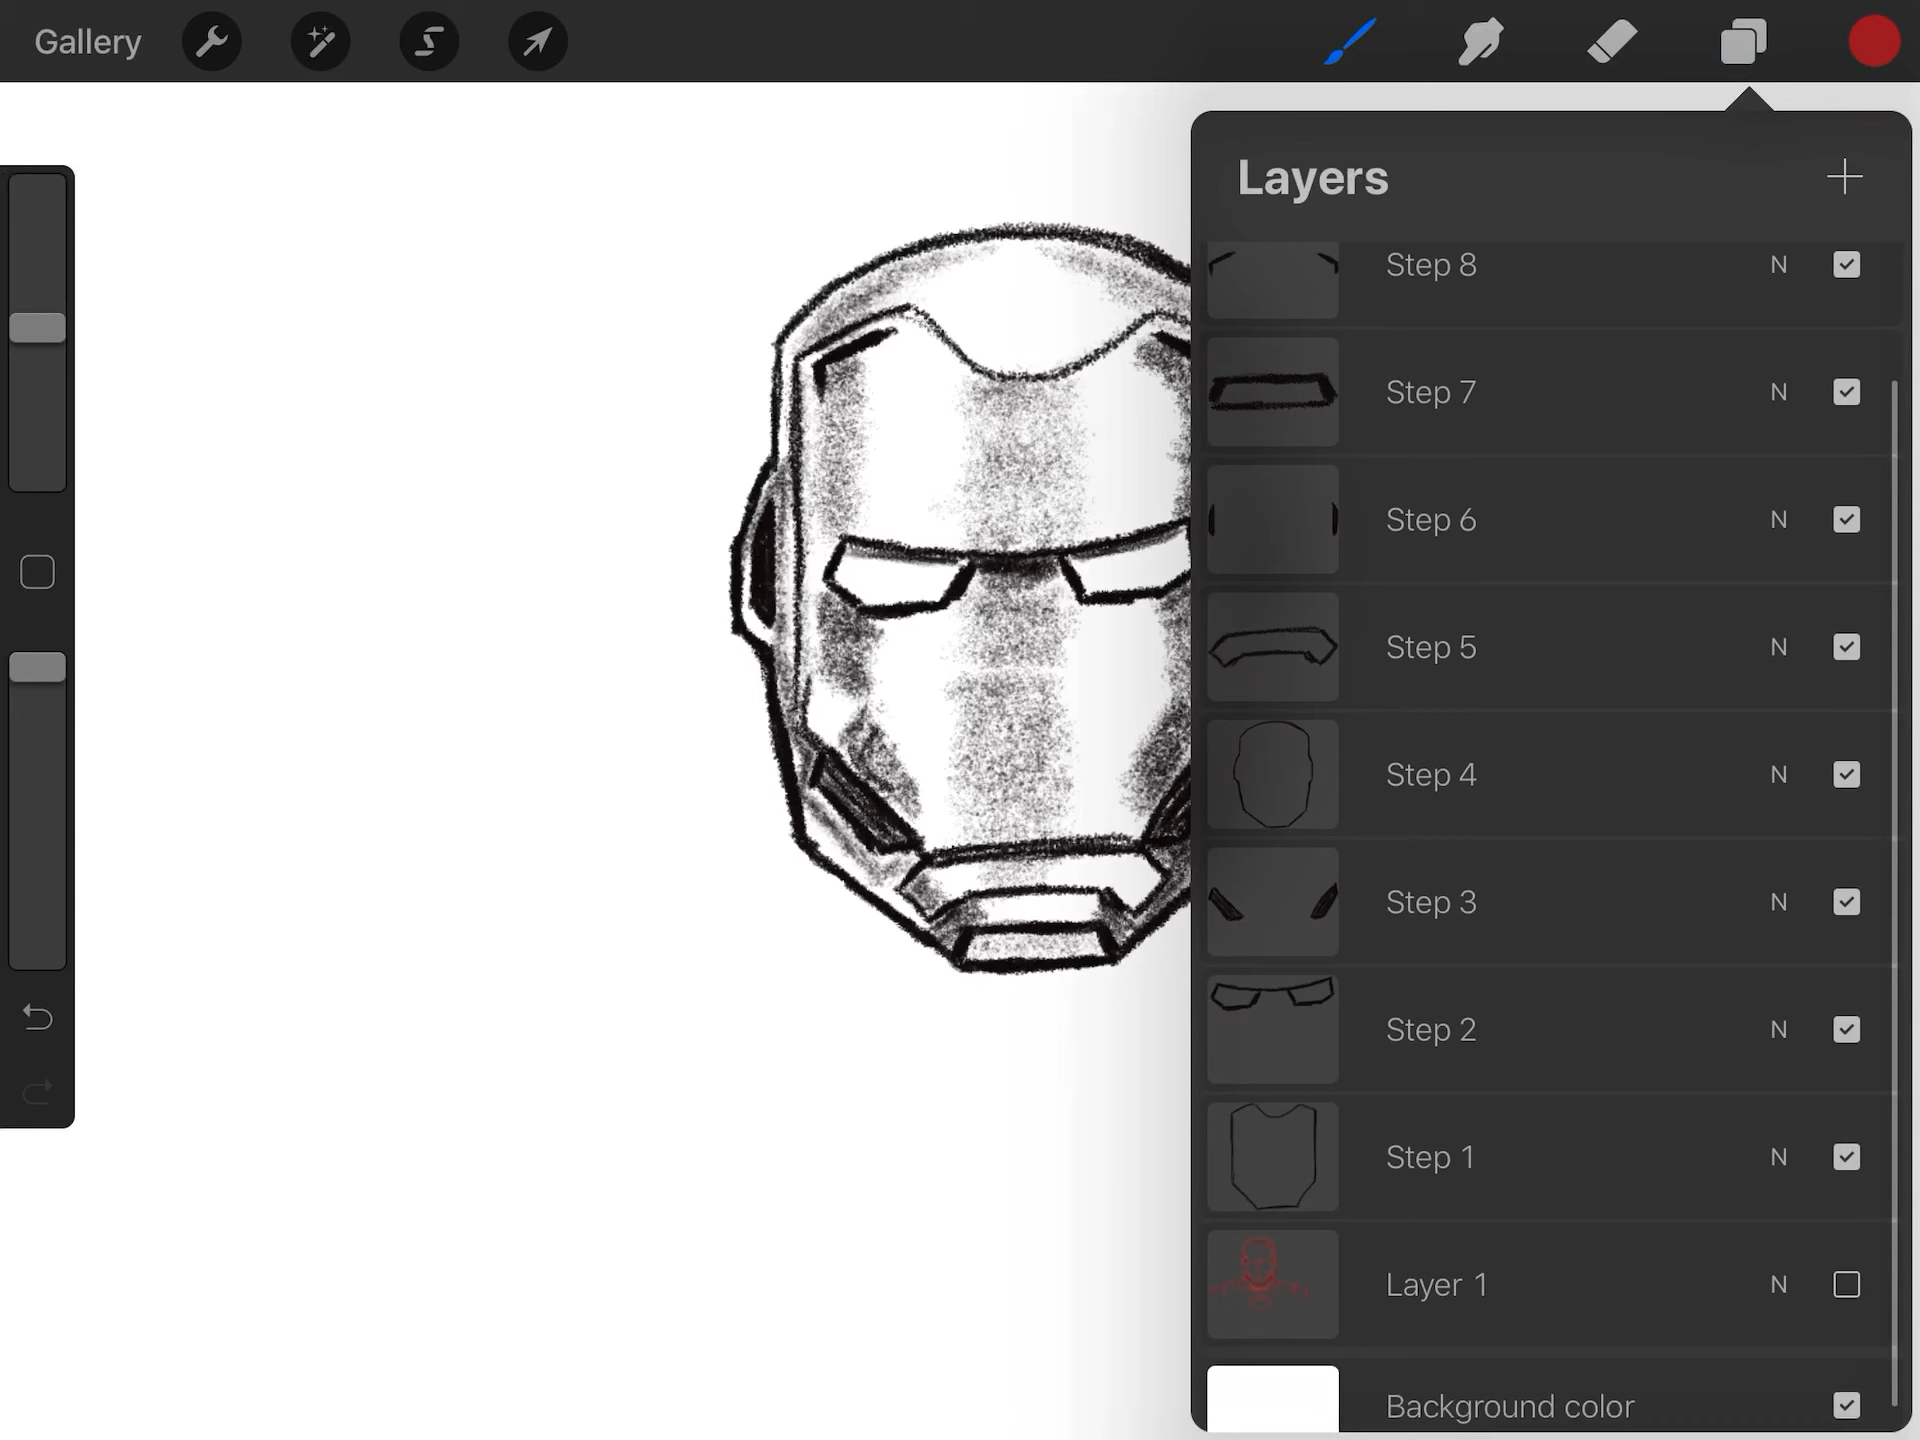 Gallery
Layers
Step 8 N
Step 7 N
Step 6 N
Step 5 N
Step 4 N
Step 3 N
Step 2 N
Step 1 N
Layer 1 N
Background color